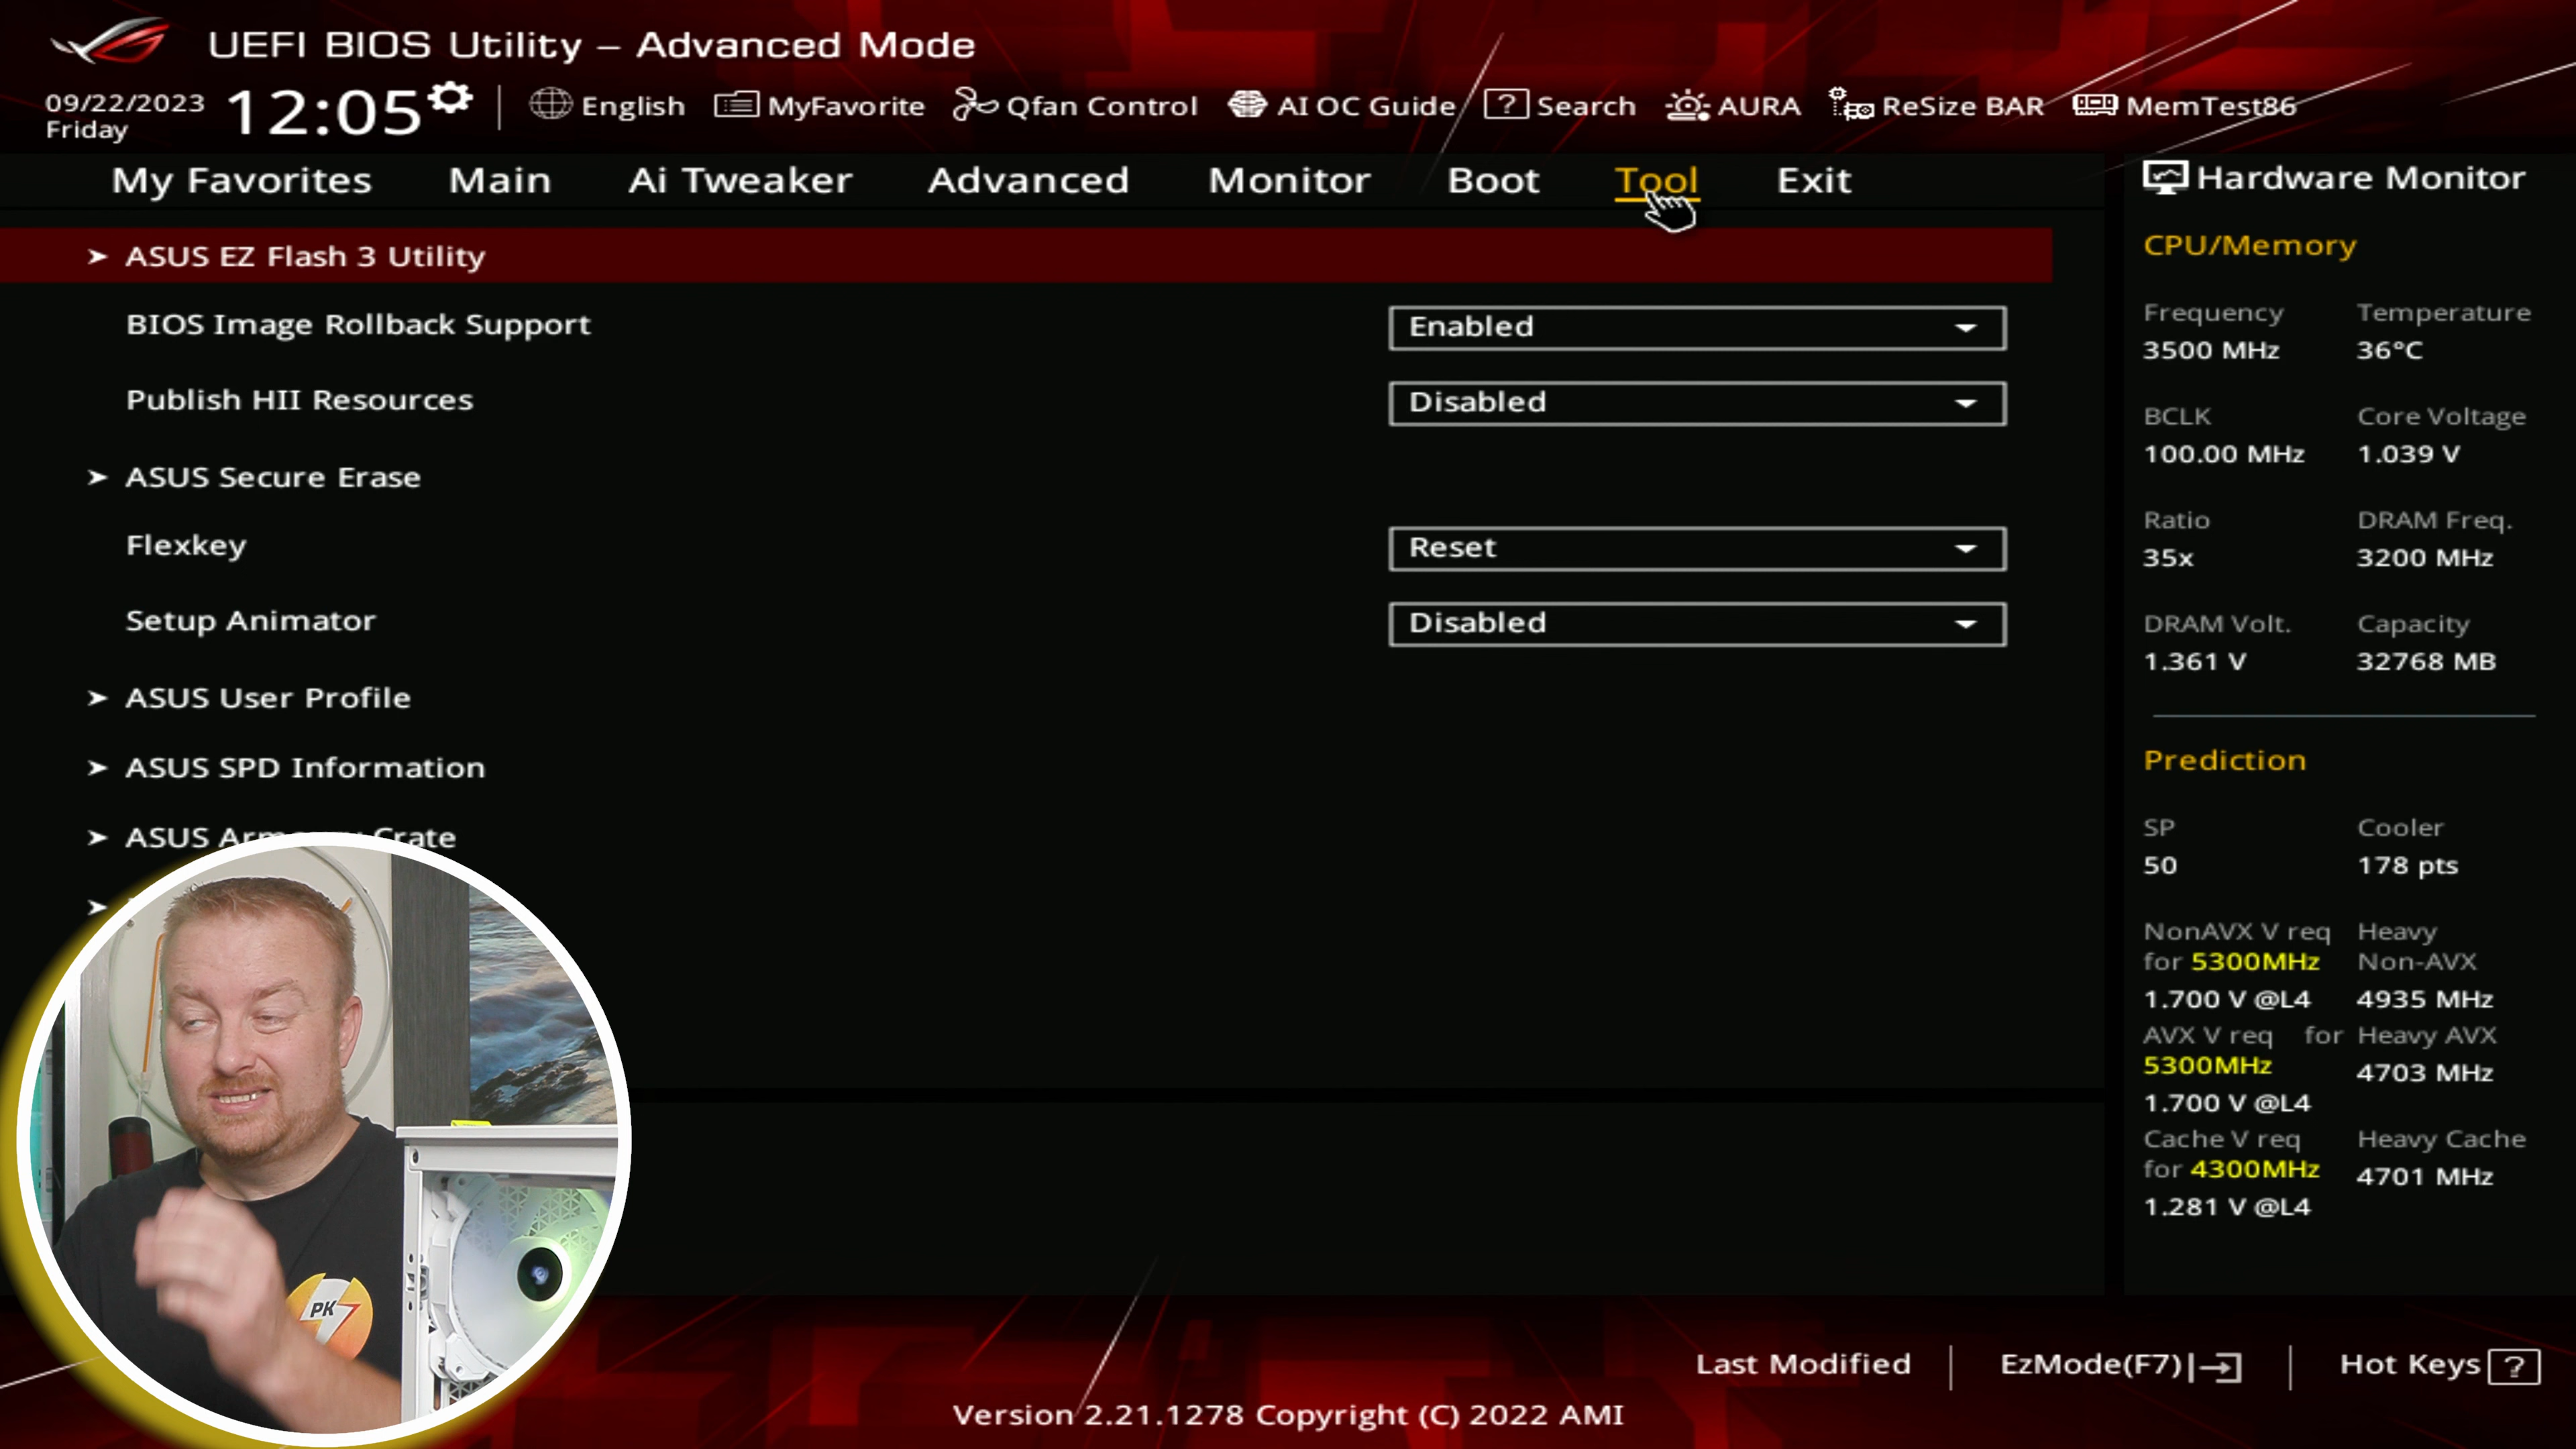 UEFI BIOS Utility – Advanced Mode
09/22/2023
Friday
12:05
English
MyFavorite
Qfan Control
AI OC Guide
Search
AURA
ReSize BAR
MemTest86
My Favorites
Main
Ai Tweaker
Advanced
Monitor
Boot
Tool
Exit
ASUS EZ Flash 3 Utility
BIOS Image Rollback Support
Enabled
Publish HII Resources
Disabled
ASUS Secure Erase
Flexkey
Reset
Setup Animator
Disabled
ASUS User Profile
ASUS SPD Information
ASUS Crate
PK
Hardware Monitor
CPU/Memory
Frequency Temperature
3500 MHz 36°C
BCLK Core Voltage
100.00 MHz 1.039 V
Ratio DRAM Freq.
35x 3200 MHz
DRAM Volt. Capacity
1.361 V 32768 MB
Prediction
SP Cooler
50 178 pts
NonAVX V req Heavy
for 5300MHz Non-AVX
1.700 V @L4 4935 MHz
AVX V req for Heavy AVX
5300MHz 4703 MHz
1.700 V @L4
Cache V req Heavy Cache
for 4300MHz 4701 MHz
1.281 V @L4
Last Modified
EzMode(F7)
Hot Keys ?
Version 2.21.1278 Copyright (C) 2022 AMI